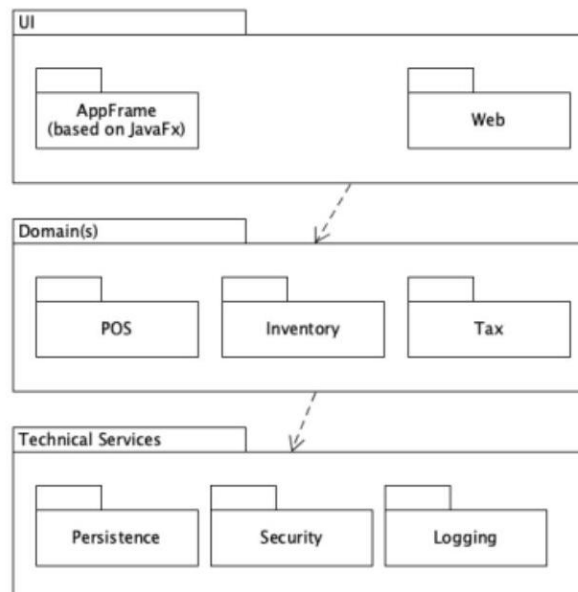 UI
AppFrame
(based on JavaFx)
Web
Domain(s)
POS
Inventory
Tax
Technical Services
Persistence
Security
Logging